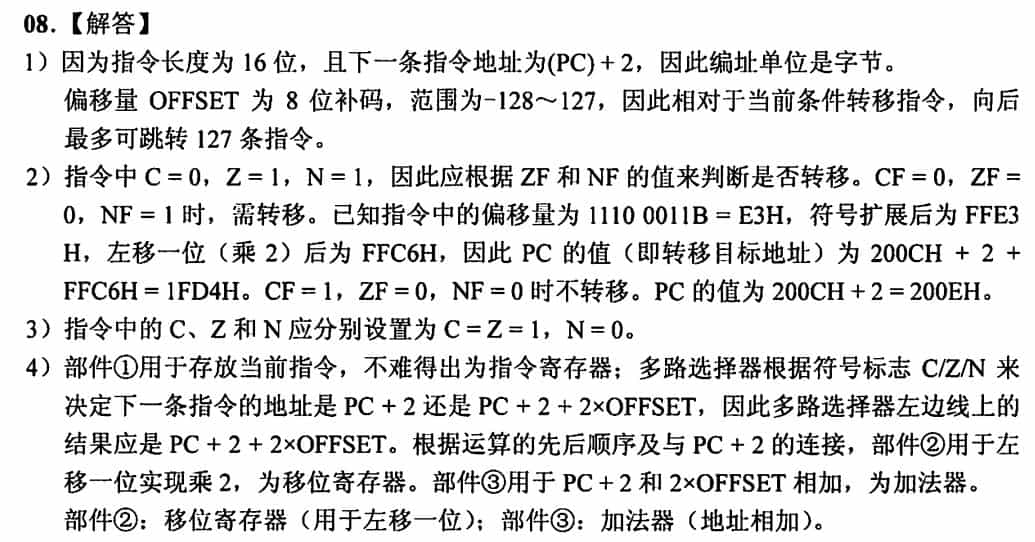 08.【解答】
1）因为指令长度为 16 位，且下一条指令地址为(PC) + 2，因此编址单位是字节。
偏移量 OFFSET 为 8 位补码，范围为-128～127，因此相对于当前条件转移指令，向后
最多可跳转 127 条指令。
2）指令中 C = 0，Z = 1，N = 1，因此应根据 ZF 和 NF 的值来判断是否转移。CF = 0，ZF =
0，NF = 1 时，需转移。已知指令中的偏移量为 1110 0011B = E3H，符号扩展后为 FFE3
H，左移一位（乘 2）后为 FFC6H，因此 PC 的值（即转移目标地址）为 200CH + 2 +
FFC6H = 1FD4H。CF = 1，ZF = 0，NF = 0 时不转移。PC 的值为 200CH + 2 = 200EH。
3）指令中的 C、Z 和 N 应分别设置为 C = Z = 1，N = 0。
4）部件①用于存放当前指令，不难得出为指令寄存器；多路选择器根据符号标志 C/Z/N 来
决定下一条指令的地址是 PC + 2 还是 PC + 2 + 2×OFFSET，因此多路选择器左边线上的
结果应是 PC + 2 + 2×OFFSET。根据运算的先后顺序及与 PC + 2 的连接，部件②用于左
移一位实现乘 2，为移位寄存器。部件③用于 PC + 2 和 2×OFFSET 相加，为加法器。
部件②：移位寄存器（用于左移一位）；部件③：加法器（地址相加）。